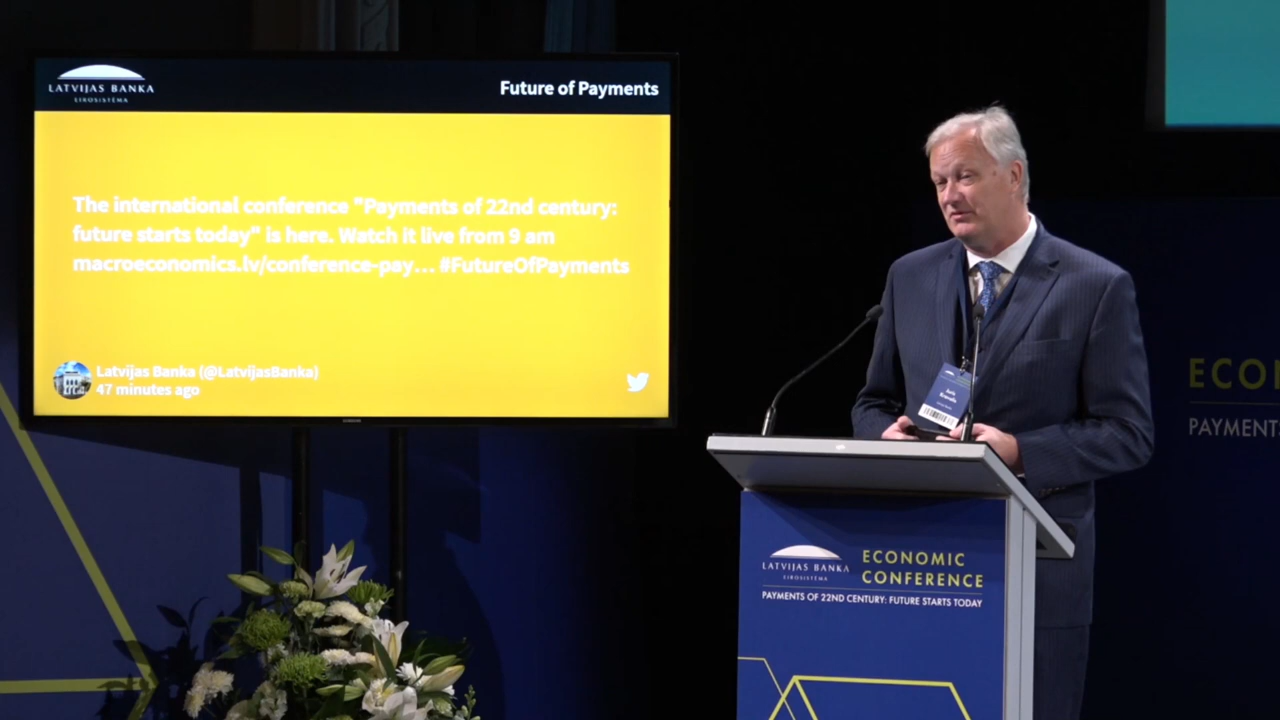 LATVIJAS BANKA
EIROSISTĒMA
Future of Payments
The international conference "Payments of 22nd century:
future starts today" is here. Watch it live from 9 am
macroeconomics.lv/conference-pay... #FutureOfPayments
Latvijas Banka (@LatvijasBanka)
47 minutes ago
ECO
PAYMENT
LATVIJAS BANKA
EIROSISTĒMA
ECONOMIC
CONFERENCE
PAYMENTS OF 22ND CENTURY: FUTURE STARTS TODAY